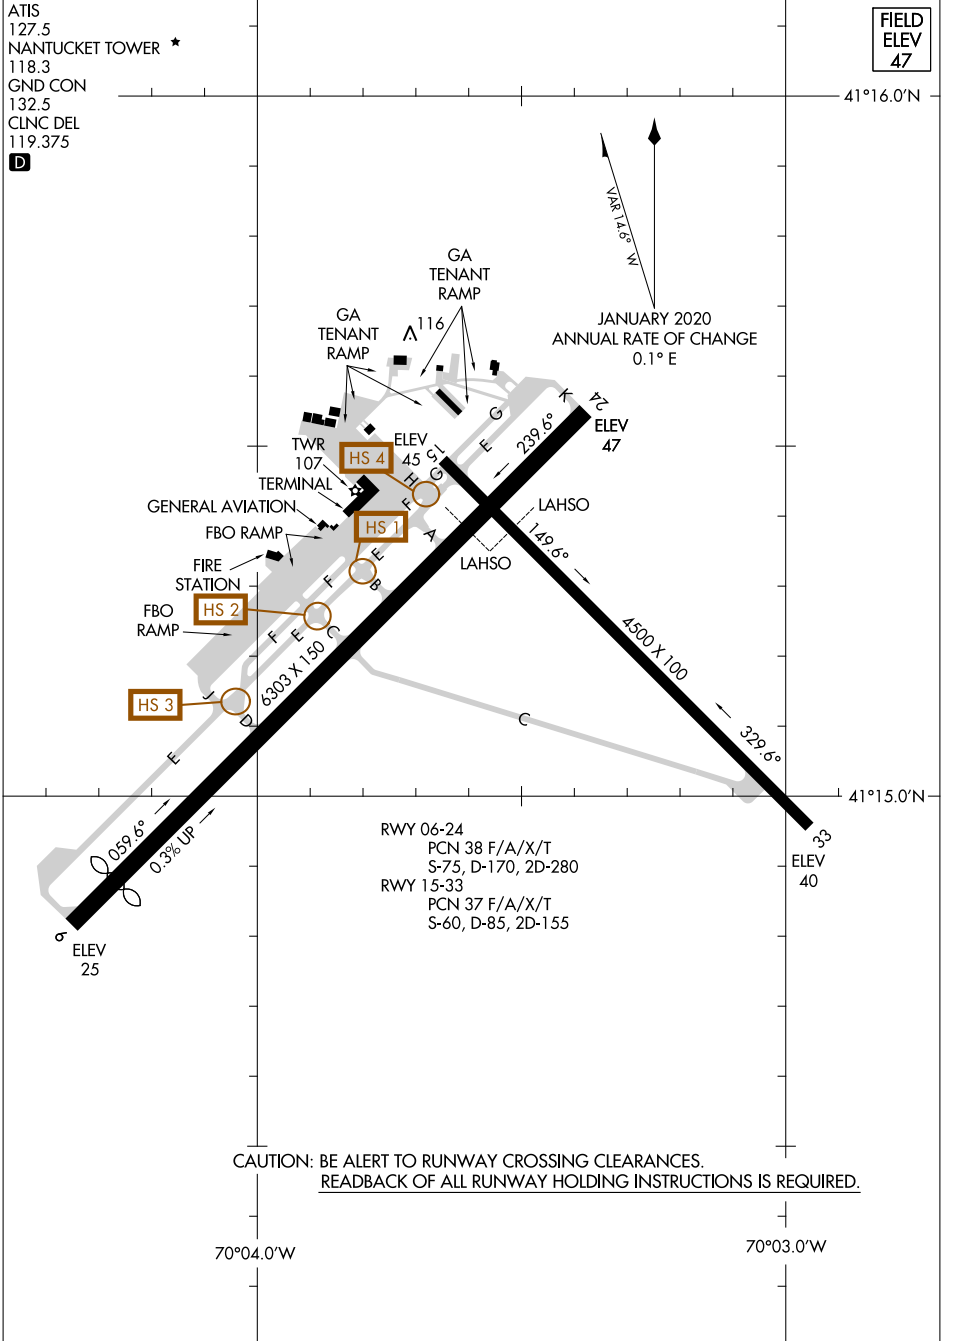 ATIS
127.5
NANTUCKET TOWER
118.3
GND CON
132.5
CLNC DEL
119.375
D
FIELD
ELEV
47
41°16.0'N
VAR 14.6° W
JANUARY 2020
ANNUAL RATE OF CHANGE
0.1° E
GA
TENANT
RAMP
GA
TENANT
RAMP
116
K
24
ELEV
47
G
E
239.6°
TWR
107
HS 4
ELEV
45
15
G
H
F
TERMINAL
GENERAL AVIATION
FBO RAMP
HS 1
A
LAHSO
LAHSO
149.6°
FIRE
STATION
E
B
F
FBO
RAMP
HS 2
F
E
C
6303 X 150
4500 X 100
HS 3
J
D
C
E
329.6°
41°15.0'N
059.6°
0.3% UP
RWY 06-24
PCN 38 F/A/X/T
S-75, D-170, 2D-280
RWY 15-33
PCN 37 F/A/X/T
S-60, D-85, 2D-155
33
ELEV
40
6
ELEV
25
CAUTION: BE ALERT TO RUNWAY CROSSING CLEARANCES.
READBACK OF ALL RUNWAY HOLDING INSTRUCTIONS IS REQUIRED.
70°04.0'W
70°03.0'W